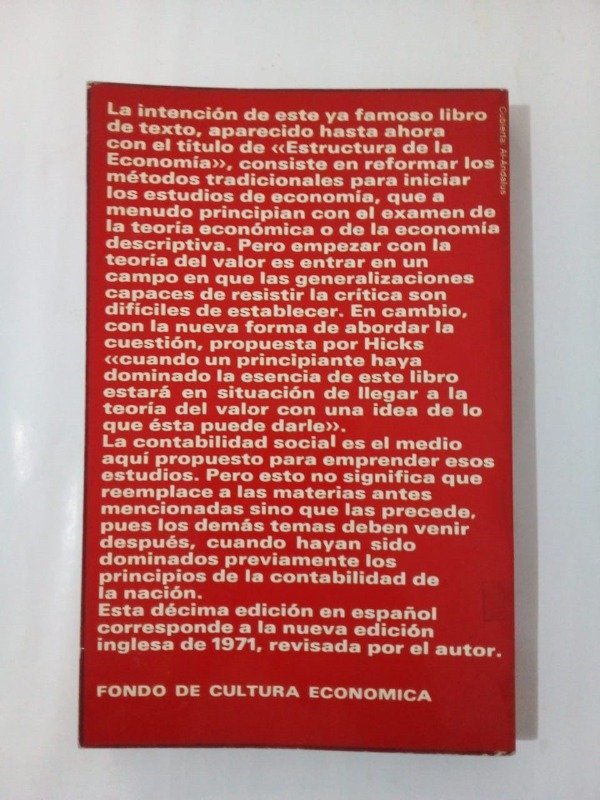 La intención de este ya famoso libro
de texto, aparecido hasta ahora
con el título de «Estructura de la
Economía», consiste en reformar los
métodos tradicionales para iniciar
los estudios de economía, que a
menudo principian con el examen de
la teoría económica o de la economía
descriptiva. Pero empezar con la
teoría del valor es entrar en un
campo en que las generalizaciones
capaces de resistir la crítica son
difíciles de establecer. En cambio,
con la nueva forma de abordar la
cuestión, propuesta por Hicks
«cuando un principiante haya
dominado la esencia de este libro
estará en situación de llegar a la
teoría del valor con una idea de lo
que ésta puede darle».
La contabilidad social es el medio
aquí propuesto para emprender esos
estudios. Pero esto no significa que
reemplace a las materias antes
mencionadas sino que las precede,
pues los demás temas deben venir
después, cuando hayan sido
dominados previamente los
principios de la contabilidad de
la nación.
Esta décima edición en español
corresponde a la nueva edición
inglesa de 1971, revisada por el autor.
FONDO DE CULTURA ECONOMICA
Cubierta: Al-Andalus